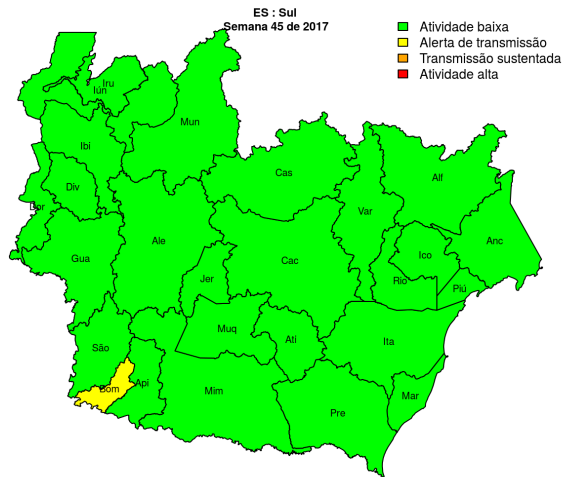 ES : Sul
Semana 45 de 2017
Atividade baixa
Alerta de transmissão
Transmissão sustentada
Atividade alta
Iru
Iún
Mun
Ibi
Cas
Alf
Div
Dor
Var
Ale
Anc
Gua
Cac
Ico
Jer
Rio
Piú
Muq
Ati
Ita
São
Api
Bom
Mim
Mar
Pre